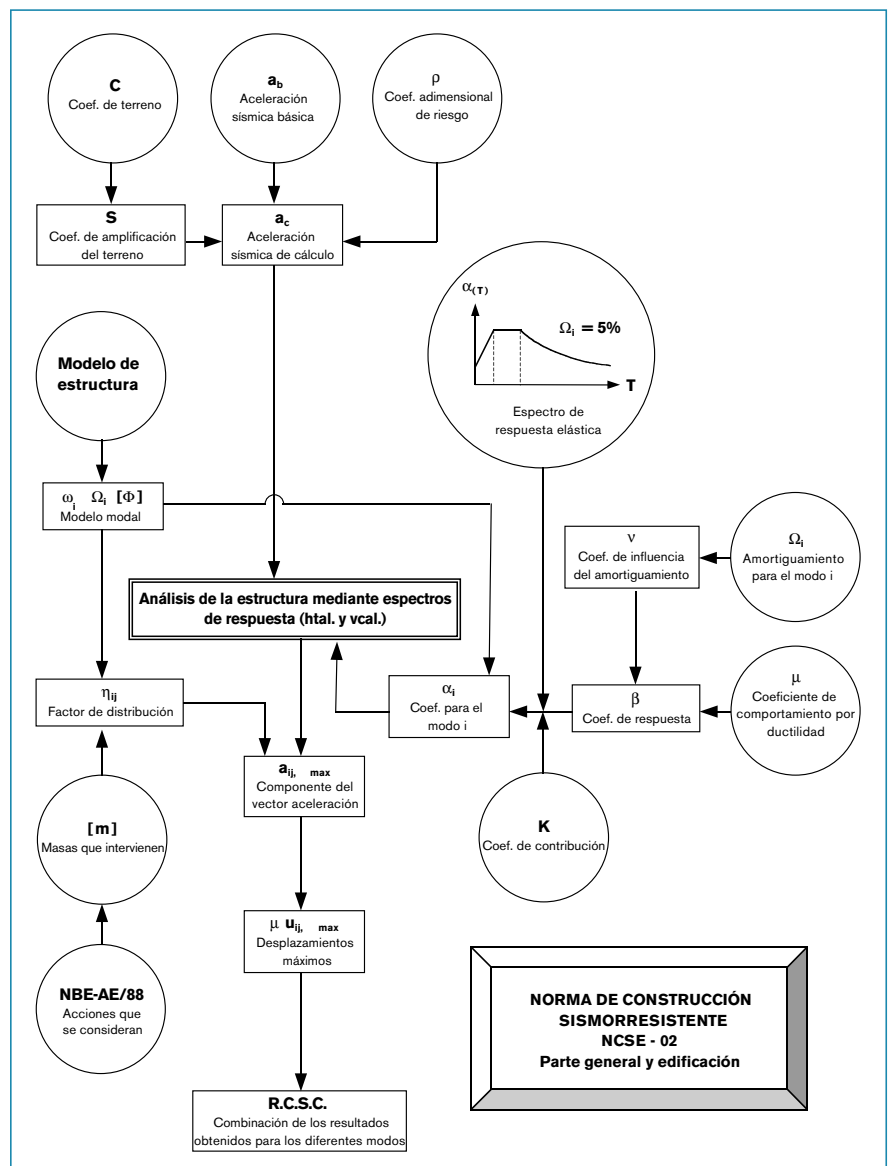 C
Coef. de terreno
a_b
Aceleración
sísmica básica
ρ
Coef. adimensional
de riesgo
S
Coef. de amplificación
del terreno
a_c
Aceleración
sísmica de cálculo
α(T)
Ω_i = 5%
T
Espectro de
respuesta elástica
Modelo de
estructura
ω_i Ω_i [Φ]
Modelo modal
ν
Coef. de influencia
del amortiguamiento
Ω_i
Amortiguamiento
para el modo i
Análisis de la estructura mediante espectros
de respuesta (htal. y vcal.)
η_ij
Factor de distribución
α_i
Coef. para el
modo i
β
Coef. de respuesta
μ
Coeficiente de
comportamiento por
ductilidad
a_ij, max
Componente del
vector aceleración
[m]
Masas que intervienen
K
Coef. de contribución
μ u_ij, max
Desplazamientos
máximos
NBE-AE/88
Acciones que
se consideran
NORMA DE CONSTRUCCIÓN
SISMORRESISTENTE
NCSE - 02
Parte general y edificación
R.C.S.C.
Combinación de los resultados
obtenidos para los diferentes modos